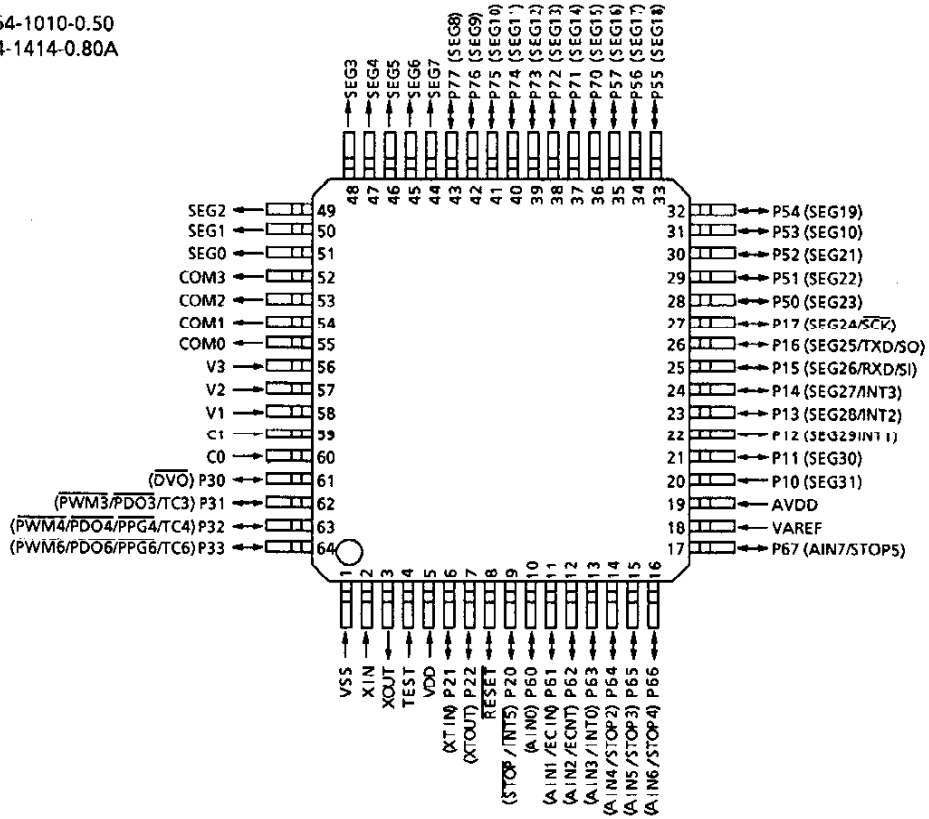 64-1010-0.50
4-1414-0.80A
SEG3
SEG4
SEG5
SEG6
SEG7
P77 (SEG8)
P76 (SEG9)
P75 (SEG10)
P74 (SEG11)
P73 (SEG12)
P72 (SEG13)
P71 (SEG14)
P70 (SEG15)
P57 (SEG16)
P56 (SEG17)
P55 (SEG18)
48
47
46
45
44
43
42
41
40
39
38
37
36
35
34
33
SEG2 49
SEG1 50
SEG0 51
COM3 52
COM2 53
COM1 54
COM0 55
V3 56
V2 57
V1 58
C1 59
C0 60
(DVO) P30 61
(PWM3/PDO3/TC3) P31 62
(PWM4/PDO4/PPG4/TC4) P32 63
(PWM6/PDO6/PPG6/TC6) P33 64
32 P54 (SEG19)
31 P53 (SEG10)
30 P52 (SEG21)
29 P51 (SEG22)
28 P50 (SEG23)
27 P17 (SEG24/SCK)
26 P16 (SEG25/TXD/SO)
25 P15 (SEG26/RXD/SI)
24 P14 (SEG27/INT3)
23 P13 (SEG28/INT2)
22 P12 (SEG29INT1)
21 P11 (SEG30)
20 P10 (SEG31)
19 AVDD
18 VAREF
17 P67 (AIN7/STOP5)
1
2
3
4
5
6
7
8
9
10
11
12
13
14
15
16
VSS
XIN
XOUT
TEST
VDD
(XTIN) P21
(XTOUT) P22
RESET
(STOP/INT5) P20
(AIN0) P60
(AIN1/ECIN) P61
(AIN2/ECNT) P62
(AIN3/INT0) P63
(AIN4/STOP2) P64
(AIN5/STOP3) P65
(AIN6/STOP4) P66